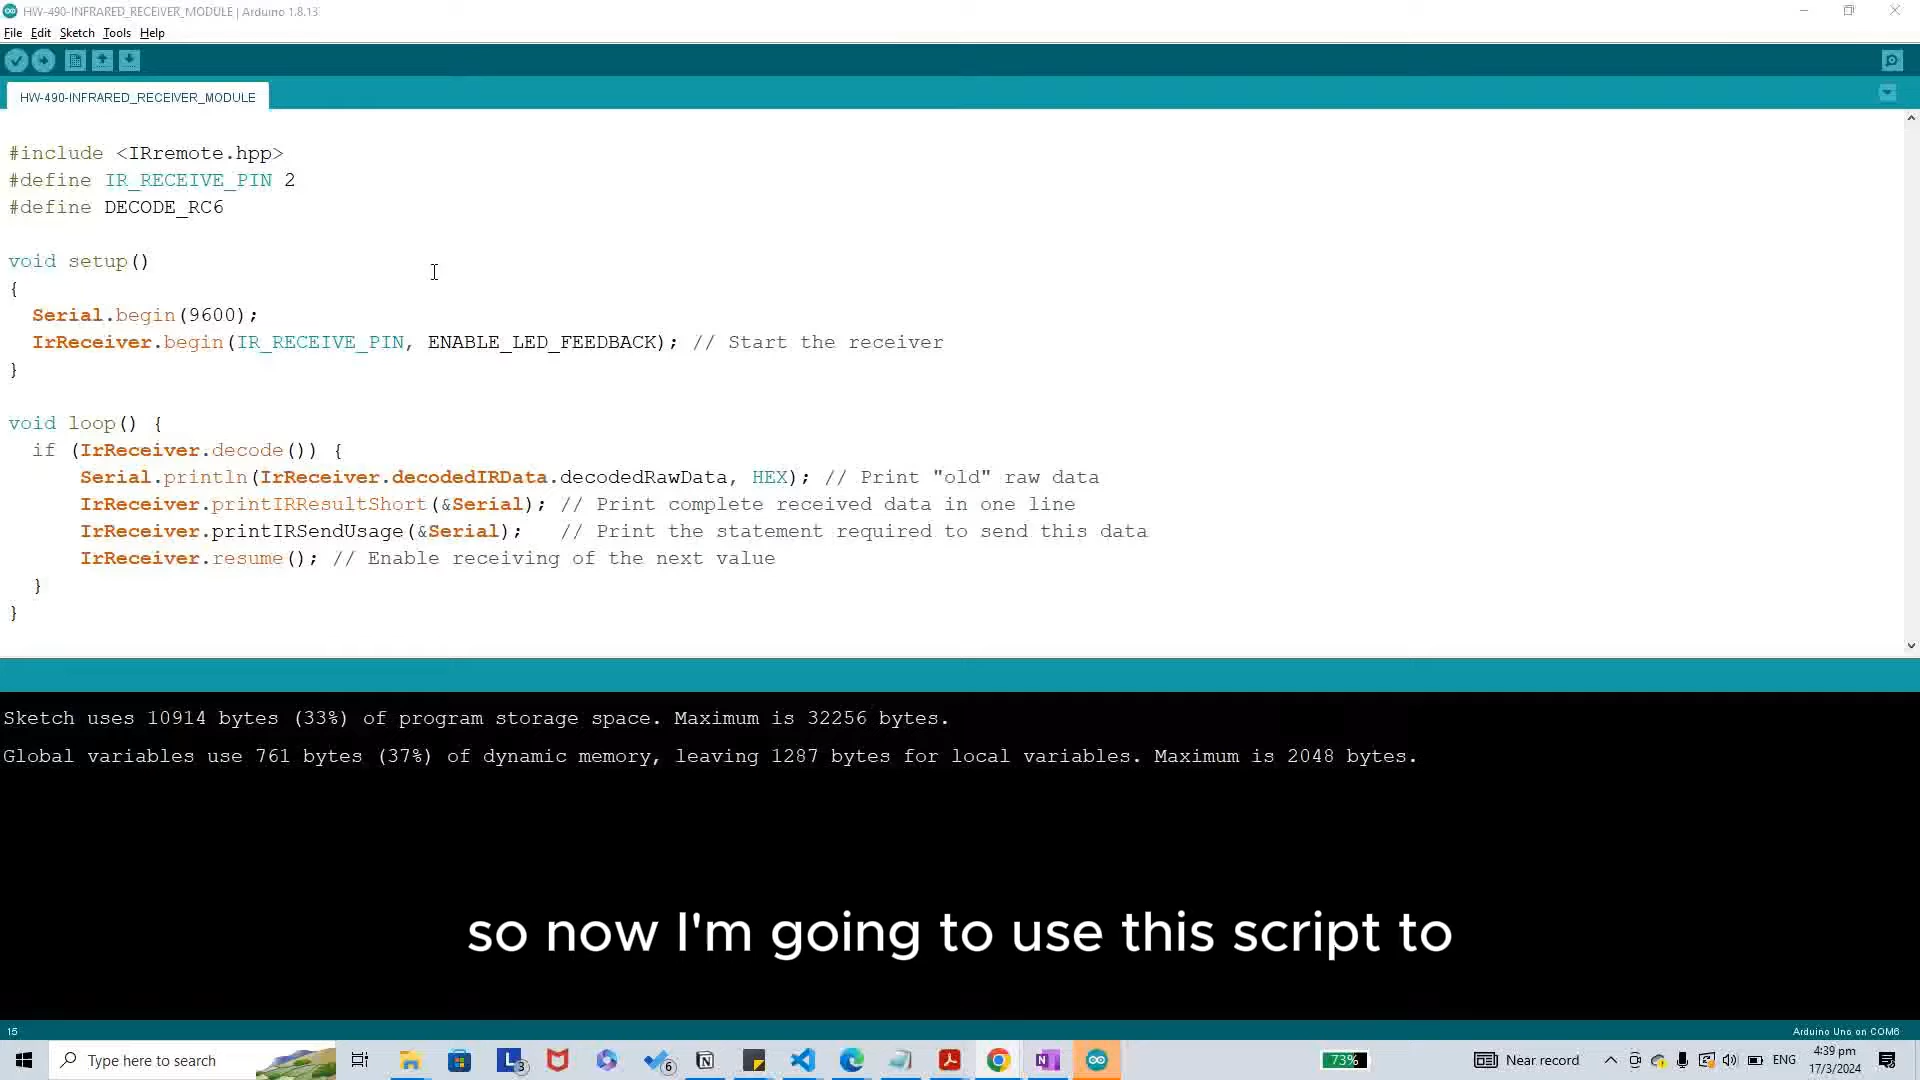 HW-490-INFRARED_RECEIVER_MODULE | Arduino 1.8.13
File Edit Sketch Tools Help
HW-490-INFRARED_RECEIVER_MODULE
#include <IRremote.hpp>
#define IR_RECEIVE_PIN 2
#define DECODE_RC6
void setup()
{
Serial.begin(9600);
IrReceiver.begin(IR_RECEIVE_PIN, ENABLE_LED_FEEDBACK); // Start the receiver
}
void loop() {
if (IrReceiver.decode()) {
Serial.println(IrReceiver.decodedIRData.decodedRawData, HEX); // Print "old" raw data
IrReceiver.printIRResultShort(&Serial); // Print complete received data in one line
IrReceiver.printIRSendUsage(&Serial);   // Print the statement required to send this data
IrReceiver.resume(); // Enable receiving of the next value
}
}
Sketch uses 10914 bytes (33%) of program storage space. Maximum is 32256 bytes.
Global variables use 761 bytes (37%) of dynamic memory, leaving 1287 bytes for local variables. Maximum is 2048 bytes.
so now I'm going to use this script to
15
Arduino Uno on COM6
Type here to search
L 3
6
73%
Near record
ENG
4:39 pm
17/3/2024